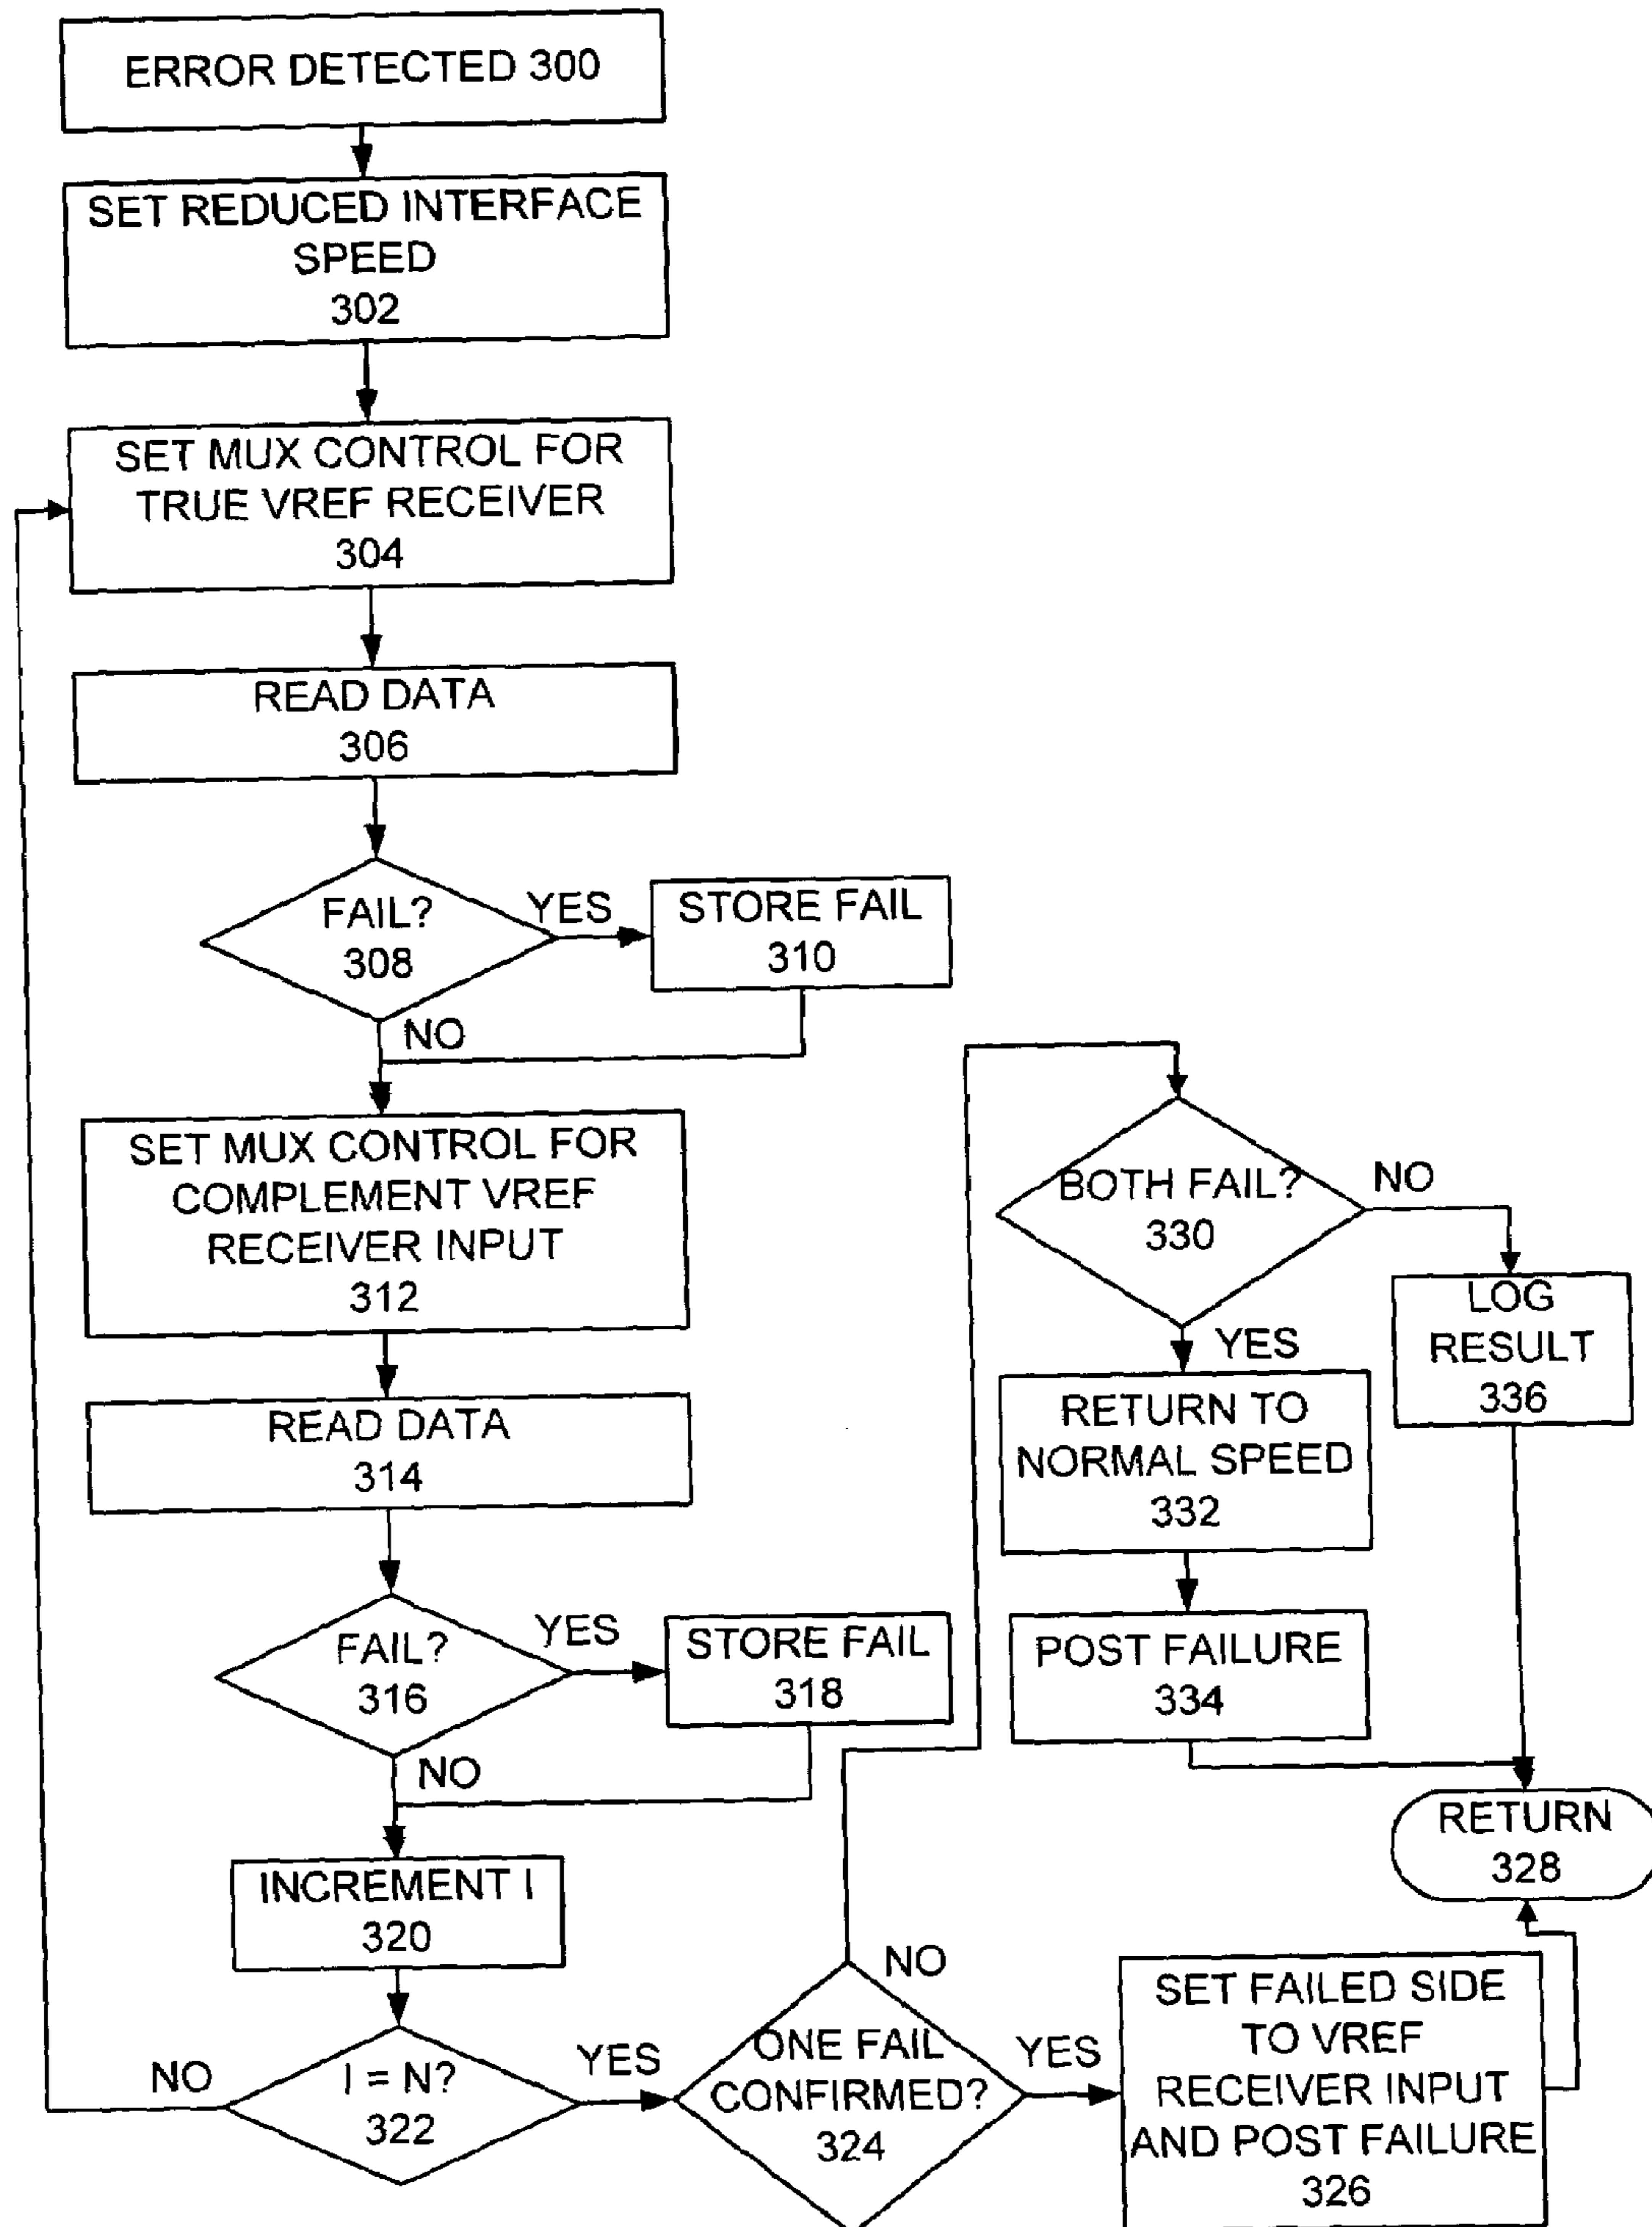 ERROR DETECTED 300
SET REDUCED INTERFACE
SPEED
302
SET MUX CONTROL FOR
TRUE VREF RECEIVER
304
READ DATA
306
FAIL?
308
YES
STORE FAIL
310
NO
SET MUX CONTROL FOR
COMPLEMENT VREF
RECEIVER INPUT
312
READ DATA
314
FAIL?
316
YES
STORE FAIL
318
NO
INCREMENT I
320
I = N?
322
NO
YES
ONE FAIL
CONFIRMED?
324
NO
YES
SET FAILED SIDE
TO VREF
RECEIVER INPUT
AND POST FAILURE
326
BOTH FAIL?
330
NO
YES
LOG
RESULT
336
RETURN TO
NORMAL SPEED
332
POST FAILURE
334
RETURN
328